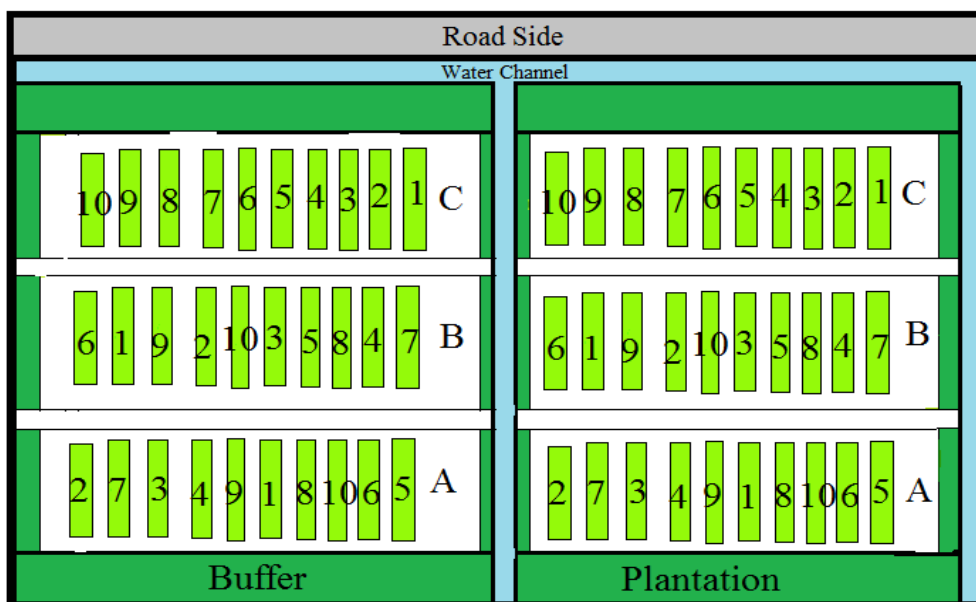 Road Side
Water Channel
10 9 8 7 6 5 4 3 2 1 C 10 9 8 7 6 5 4 3 2 1 C
6 1 9 2 10 3 5 8 4 7 B 6 1 9 2 10 3 5 8 4 7 B
2 7 3 4 9 1 8 10 6 5 A 2 7 3 4 9 1 8 10 6 5 A
Buffer Plantation